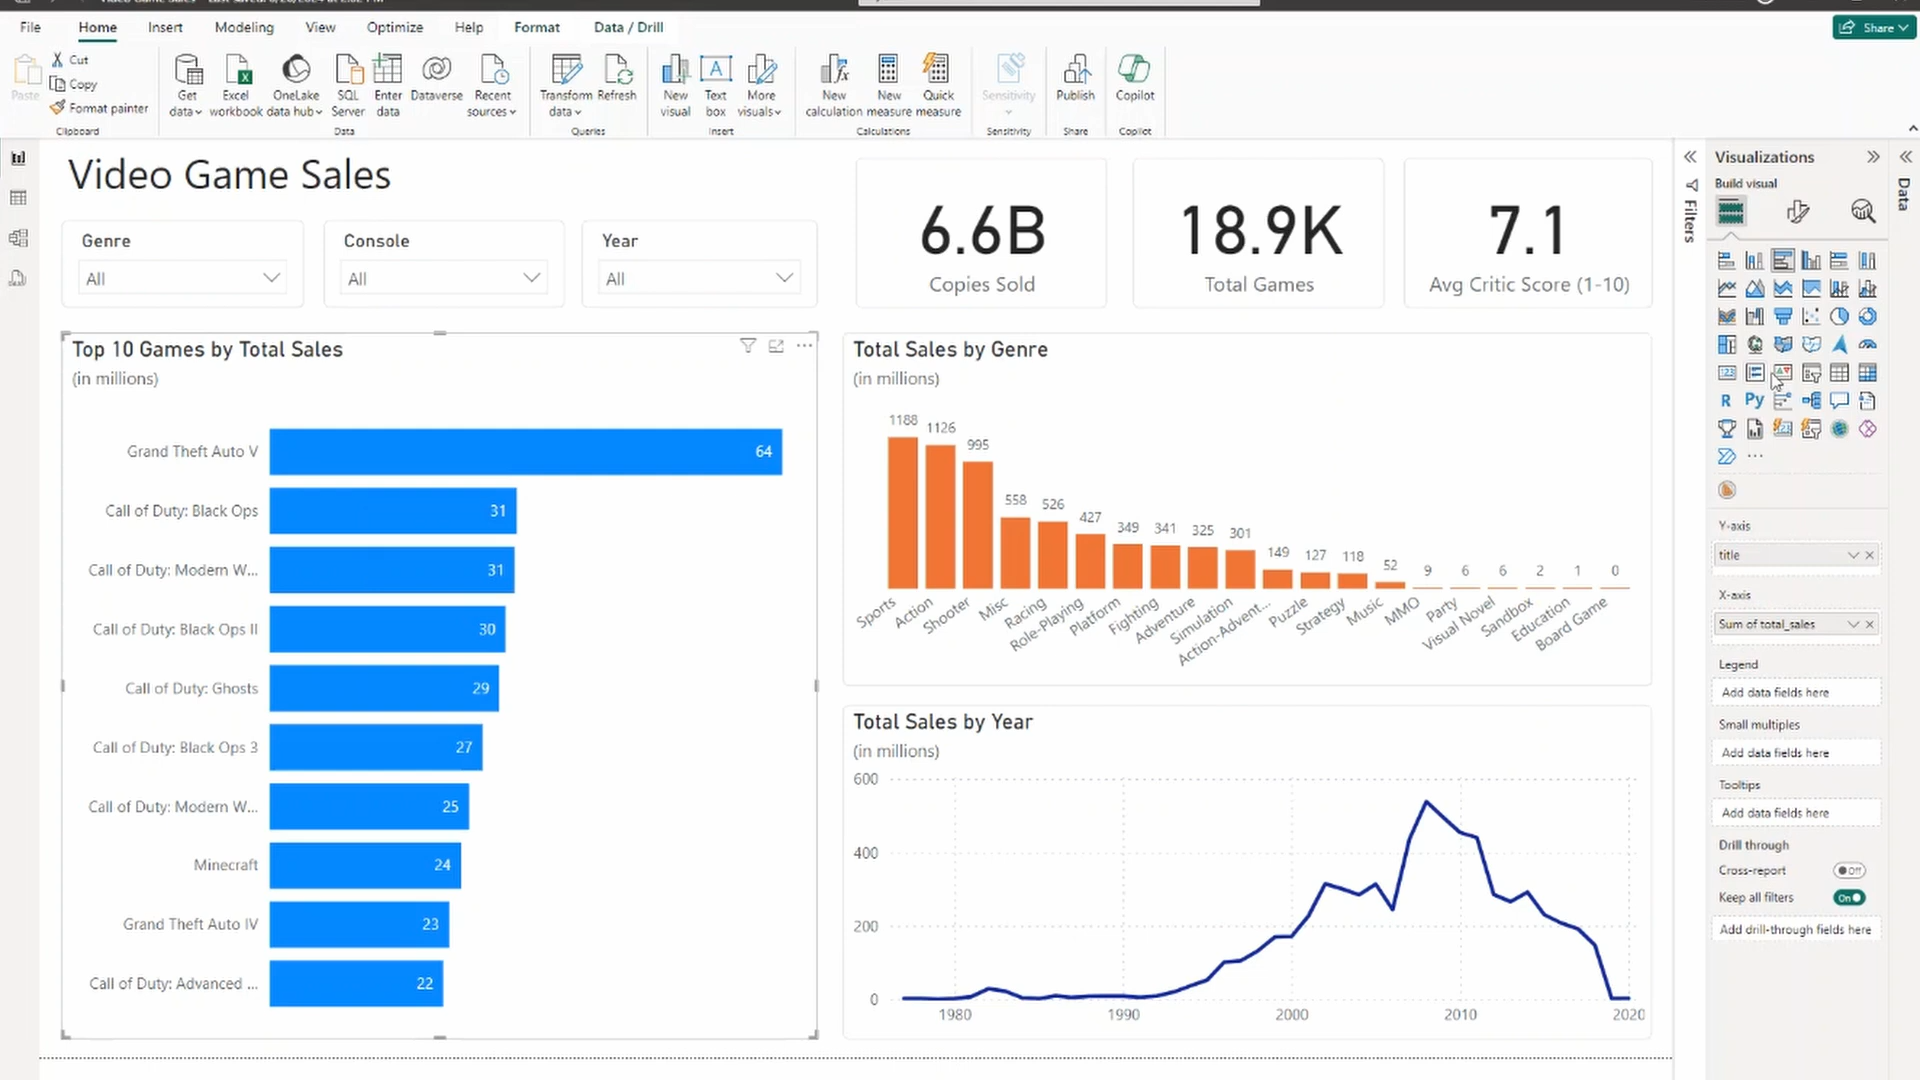 File Home Insert Modeling View Optimize Help Format Data / Drill Share
Paste Cut
Copy
Format painter
Clipboard
Get data Excel workbook OneLake data hub SQL Server Enter data Dataverse Recent sources
Data
Transform data Refresh
Queries
New visual Text box More visuals
Insert
New calculation New measure Quick measure
Calculations
Sensitivity
Sensitivity
Publish
Share
Copilot
Copilot
Video Game Sales
Genre
All
Console
All
Year
All
6.6B
Copies Sold
18.9K
Total Games
7.1
Avg Critic Score (1-10)
Top 10 Games by Total Sales
(in millions)
Grand Theft Auto V 64
Call of Duty: Black Ops 31
Call of Duty: Modern W... 31
Call of Duty: Black Ops II 30
Call of Duty: Ghosts 29
Call of Duty: Black Ops 3 27
Call of Duty: Modern W... 25
Minecraft 24
Grand Theft Auto IV 23
Call of Duty: Advanced ... 22
Total Sales by Genre
(in millions)
1188 1126 995 558 526 427 349 341 325 301 149 127 118 52 9 6 6 2 1 0
Sports Action Shooter Misc Racing Role-Playing Platform Fighting Adventure Simulation Action-Advent... Puzzle Strategy Music MMO Party Visual Novel Sandbox Education Board Game
Total Sales by Year
(in millions)
600
400
200
0
1980 1990 2000 2010 2020
Filters
Visualizations
Build visual
123
R Py
123
Y-axis
title
X-axis
Sum of total_sales
Legend
Add data fields here
Small multiples
Add data fields here
Tooltips
Add data fields here
Drill through
Cross-report Off
Keep all filters On
Add drill-through fields here
Data